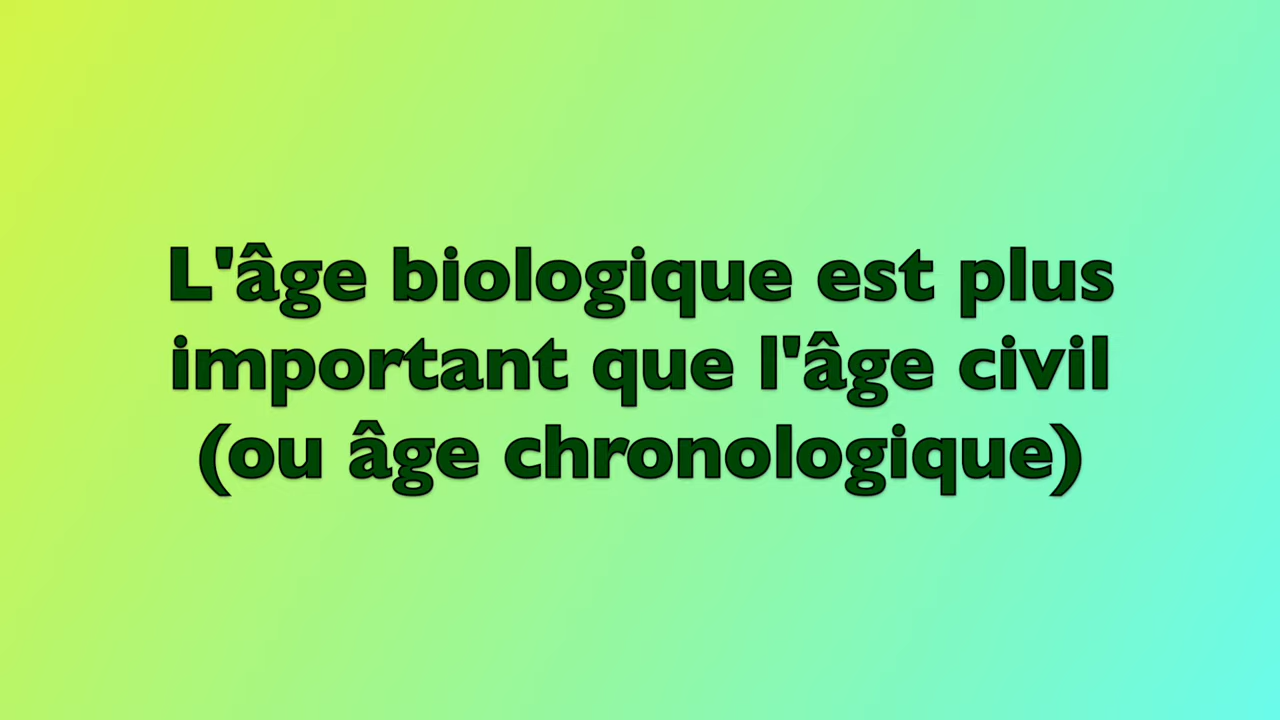 L'âge biologique est plus
important que l'âge civil
(ou âge chronologique)